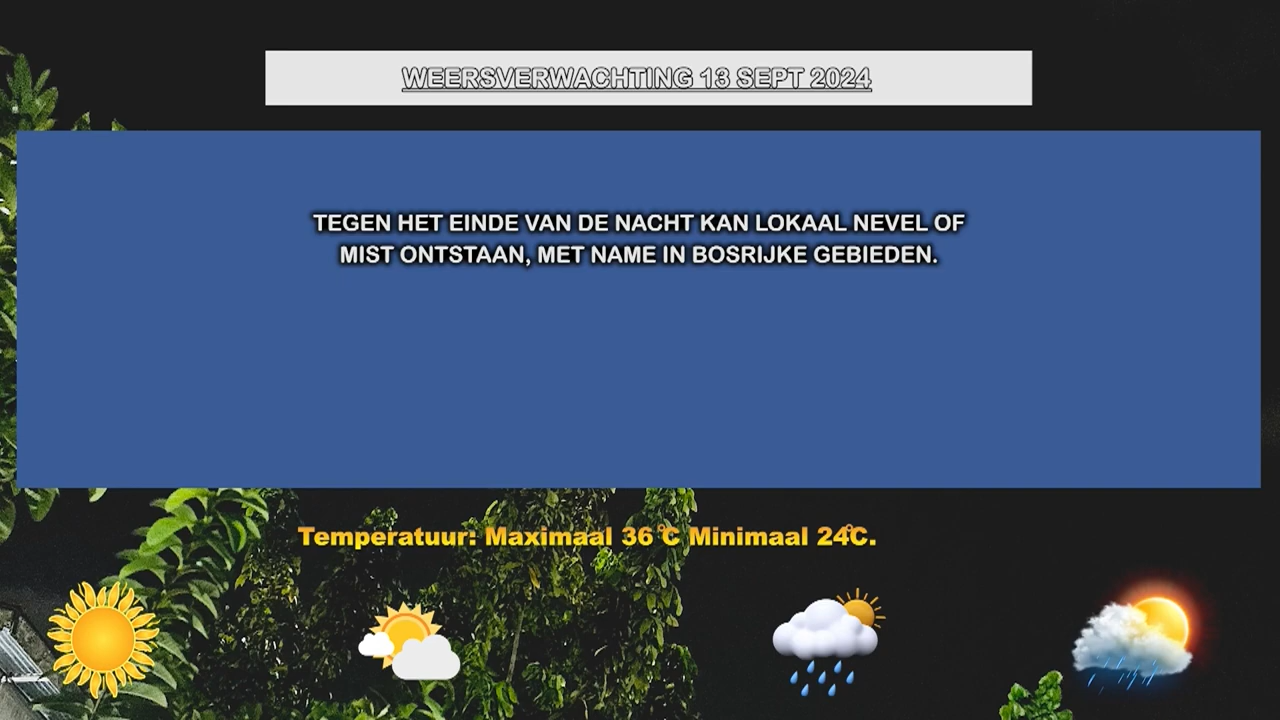 WEERSVERWACHTING 13 SEPT 2024
TEGEN HET EINDE VAN DE NACHT KAN LOKAAL NEVEL OF
MIST ONTSTAAN, MET NAME IN BOSRIJKE GEBIEDEN.
Temperatuur: Maximaal 36°C Minimaal 24°C.